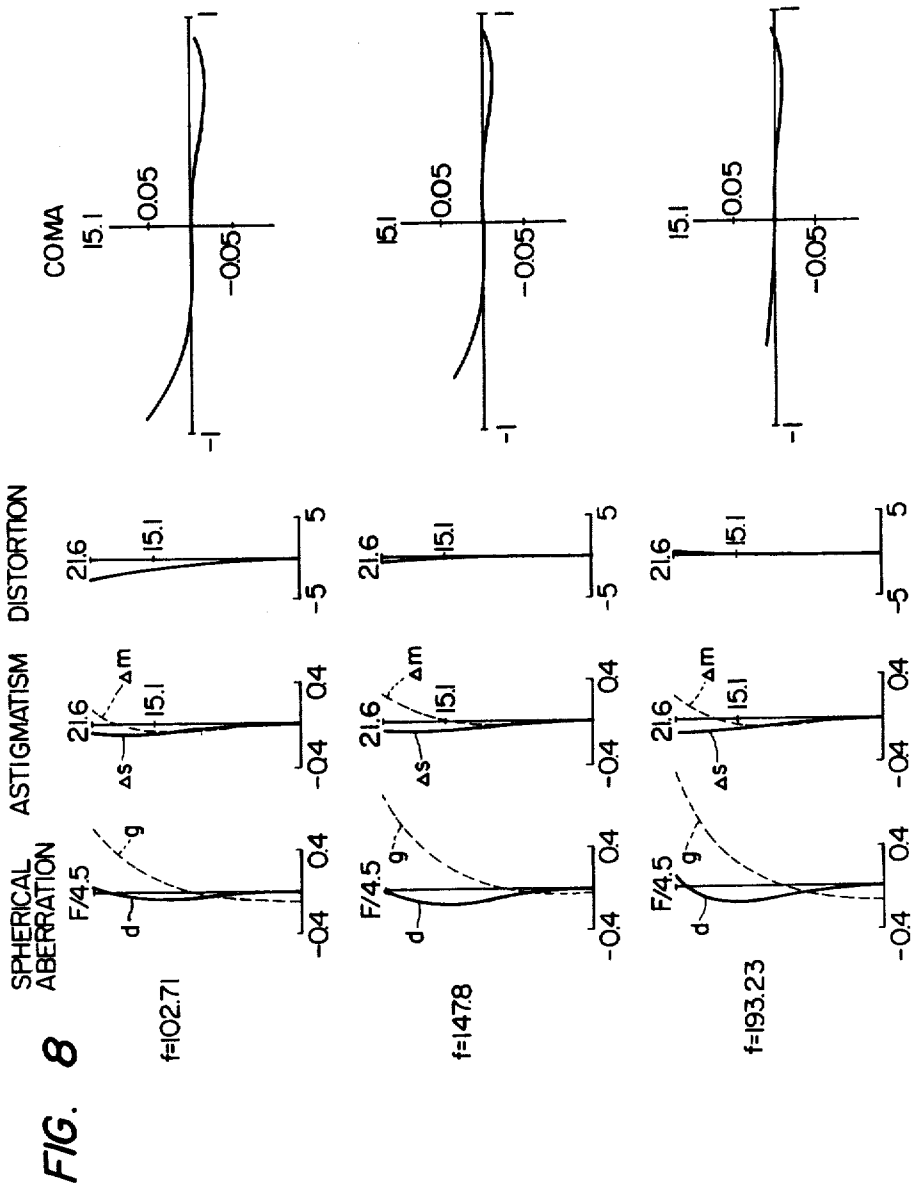 FIG. 8
SPHERICAL
ABERRATION
ASTIGMATISM
DISTORTION
COMA
f=102.71
F/4.5
d
g
-0.4
0.4
21.6
Δs
Δm
15.1
-0.4
0.4
21.6
15.1
-5
5
15.1
0.05
-0.05
-1
1
f=147.8
F/4.5
d
g
-0.4
0.4
21.6
Δs
Δm
15.1
-0.4
0.4
21.6
15.1
-5
5
15.1
0.05
-0.05
-1
1
f=193.23
F/4.5
d
g
-0.4
0.4
21.6
Δs
Δm
15.1
-0.4
0.4
21.6
15.1
-5
5
15.1
0.05
-0.05
-1
1